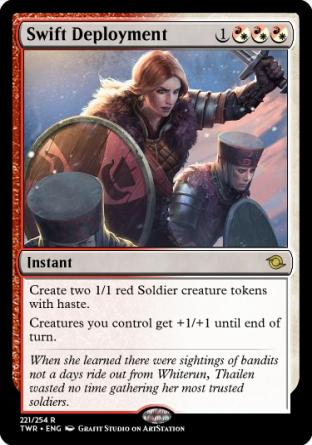 Swift Deployment 1
Instant
Create two 1/1 red Soldier creature tokens
with haste.
Creatures you control get +1/+1 until end of
turn.
When she learned there were sightings of bandits
not a days ride out from Whiterun, Thailen
wasted no time gathering her most trusted
soldiers.
221/254 R
TWR • ENG Grafit Studio on ArtStation